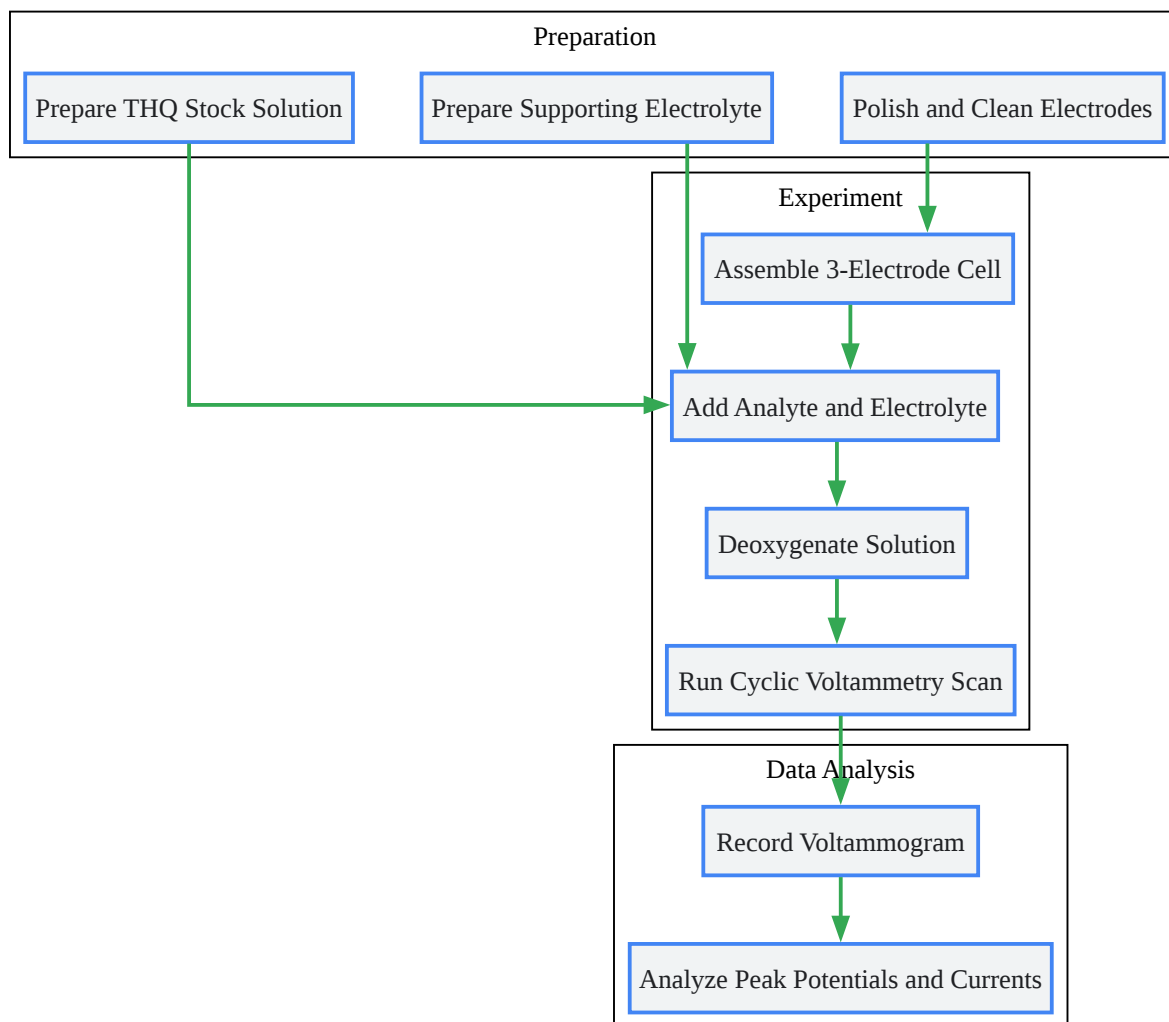 Preparation
Prepare THQ Stock Solution
Prepare Supporting Electrolyte
Polish and Clean Electrodes
Experiment
Assemble 3-Electrode Cell
Add Analyte and Electrolyte
Deoxygenate Solution
Run Cyclic Voltammetry Scan
Data Analysis
Record Voltammogram
Analyze Peak Potentials and Currents